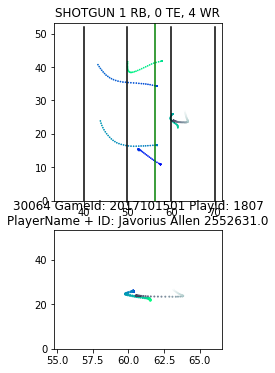 SHOTGUN 1 RB, 0 TE, 4 WR
50
40
30
20
10
0
40 50 60 70
30064 GameId: 2017101501 PlayId: 1807
PlayerName + ID: Javorius Allen 2552631.0
40
20
0
55.0 57.5 60.0 62.5 65.0